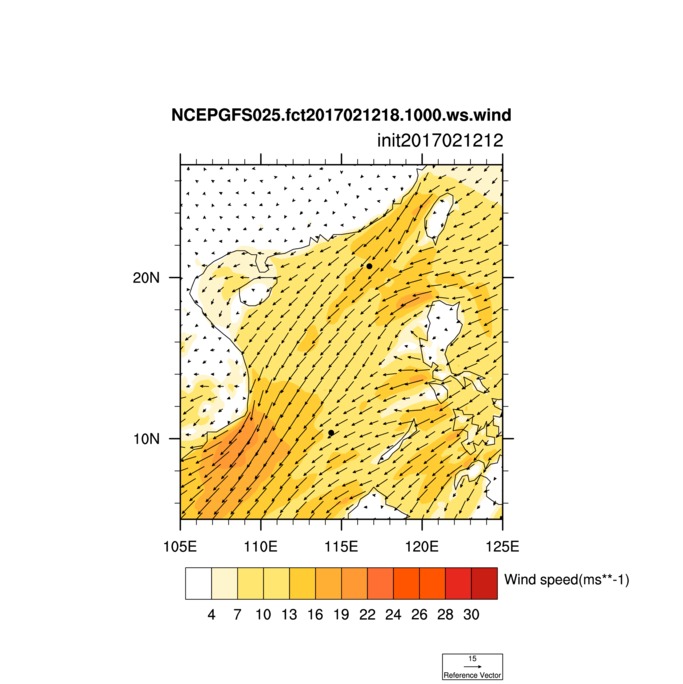 NCEPGFS025.fct2017021218.1000.ws.wind
init2017021212
20N
10N
105E 110E 115E 120E 125E
Wind speed(ms**-1)
4 7 10 13 16 19 22 24 26 28 30
15
Reference Vector